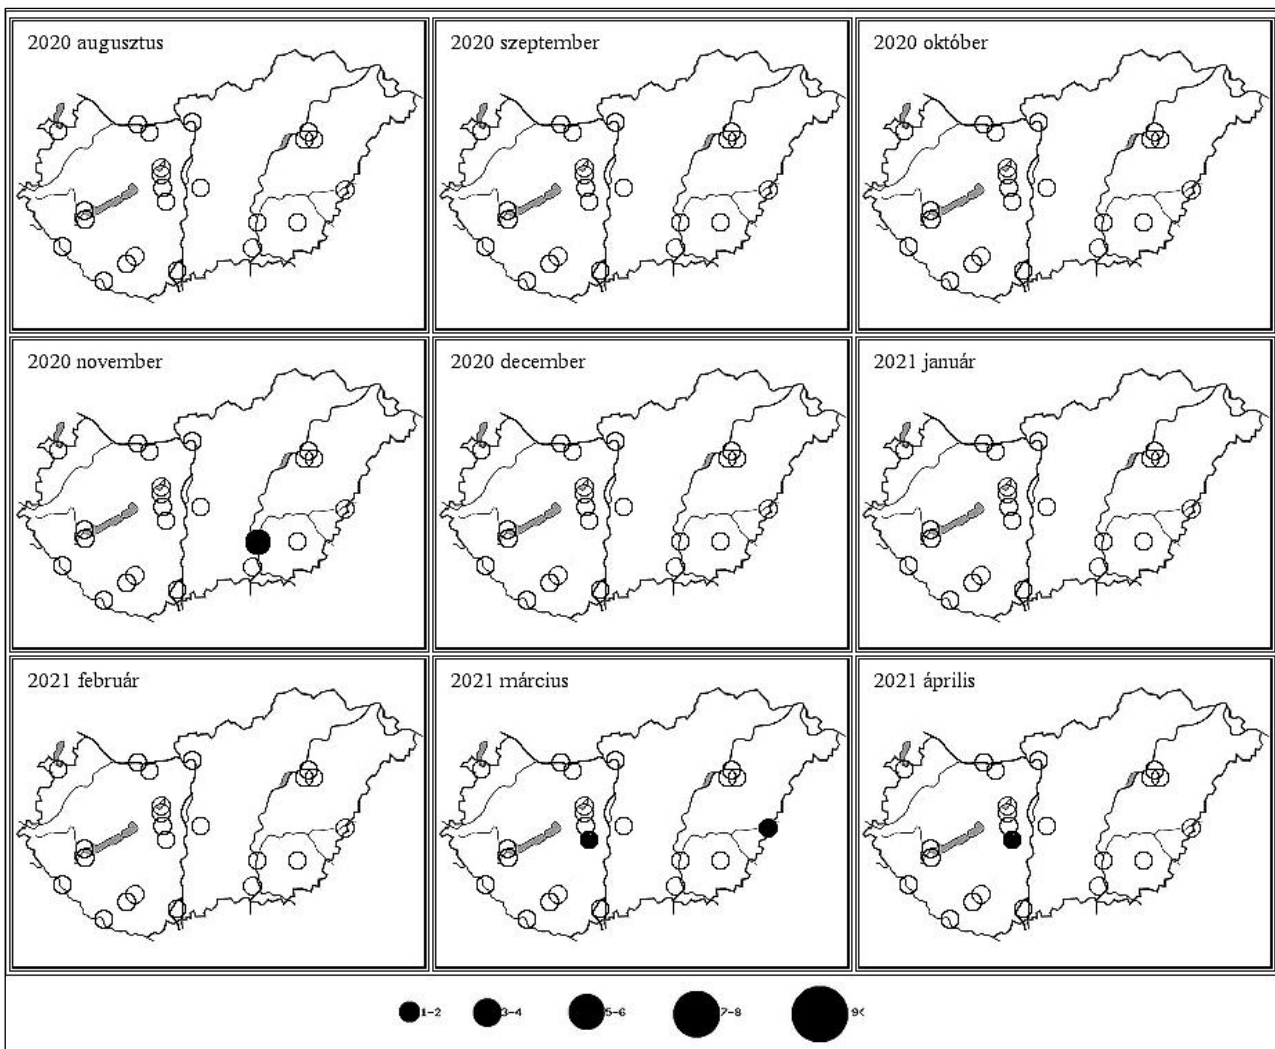 2020 augusztus
2020 szeptember
2020 október
2020 november
2020 december
2021 január
2021 február
2021 március
2021 április
1-2
3-4
5-6
7-8
9<